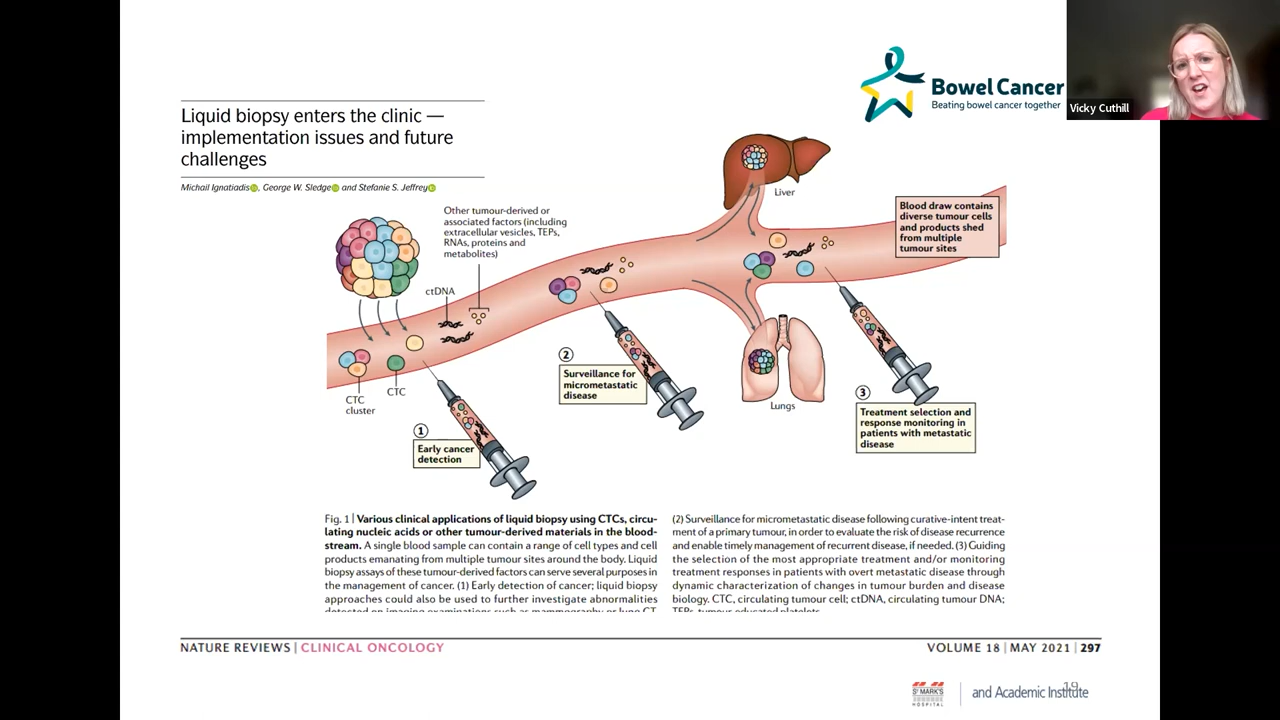 Bowel Cancer
Beating bowel cancer together
Vicky Cuthill
Liquid biopsy enters the clinic —
implementation issues and future
challenges
Michail Ignatiadis, George W. Sledge and Stefanie S. Jeffrey
Liver
Other tumour-derived or
associated factors (including
extracellular vesicles, TEPs,
RNAs, proteins and
metabolites)
Blood draw contains
diverse tumour cells
and products shed
from multiple
tumour sites
ctDNA
CTC
cluster
CTC
1
Early cancer
detection
2
Surveillance for
micrometastatic
disease
Lungs
3
Treatment selection and
response monitoring in
patients with metastatic
disease
Fig. 1 | Various clinical applications of liquid biopsy using CTCs, circu-
lating nucleic acids or other tumour-derived materials in the blood-
stream. A single blood sample can contain a range of cell types and cell
products emanating from multiple tumour sites around the body. Liquid
biopsy assays of these tumour-derived factors can serve several purposes in
the management of cancer. (1) Early detection of cancer; liquid biopsy
approaches could also be used to further investigate abnormalities
detected on imaging examinations such as mammography or lung CT.
(2) Surveillance for micrometastatic disease following curative-intent treat-
ment of a primary tumour, in order to evaluate the risk of disease recurrence
and enable timely management of recurrent disease, if needed. (3) Guiding
the selection of the most appropriate treatment and/or monitoring
treatment responses in patients with overt metastatic disease through
dynamic characterization of changes in tumour burden and disease
biology. CTC, circulating tumour cell; ctDNA, circulating tumour DNA;
TEPs, tumour-educated platelets.
NATURE REVIEWS | CLINICAL ONCOLOGY
VOLUME 18 | MAY 2021 | 297
ST MARK'S
HOSPITAL
and Academic Institute
19